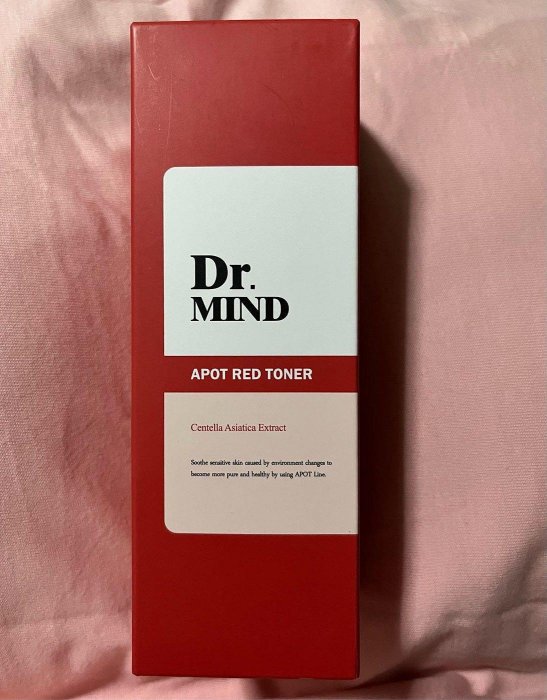 Dr.
MIND
APOT RED TONER
Centella Asiatica Extract
Soothe sensitive skin caused by environment changes to
become more pure and healthy by using APOT Line.